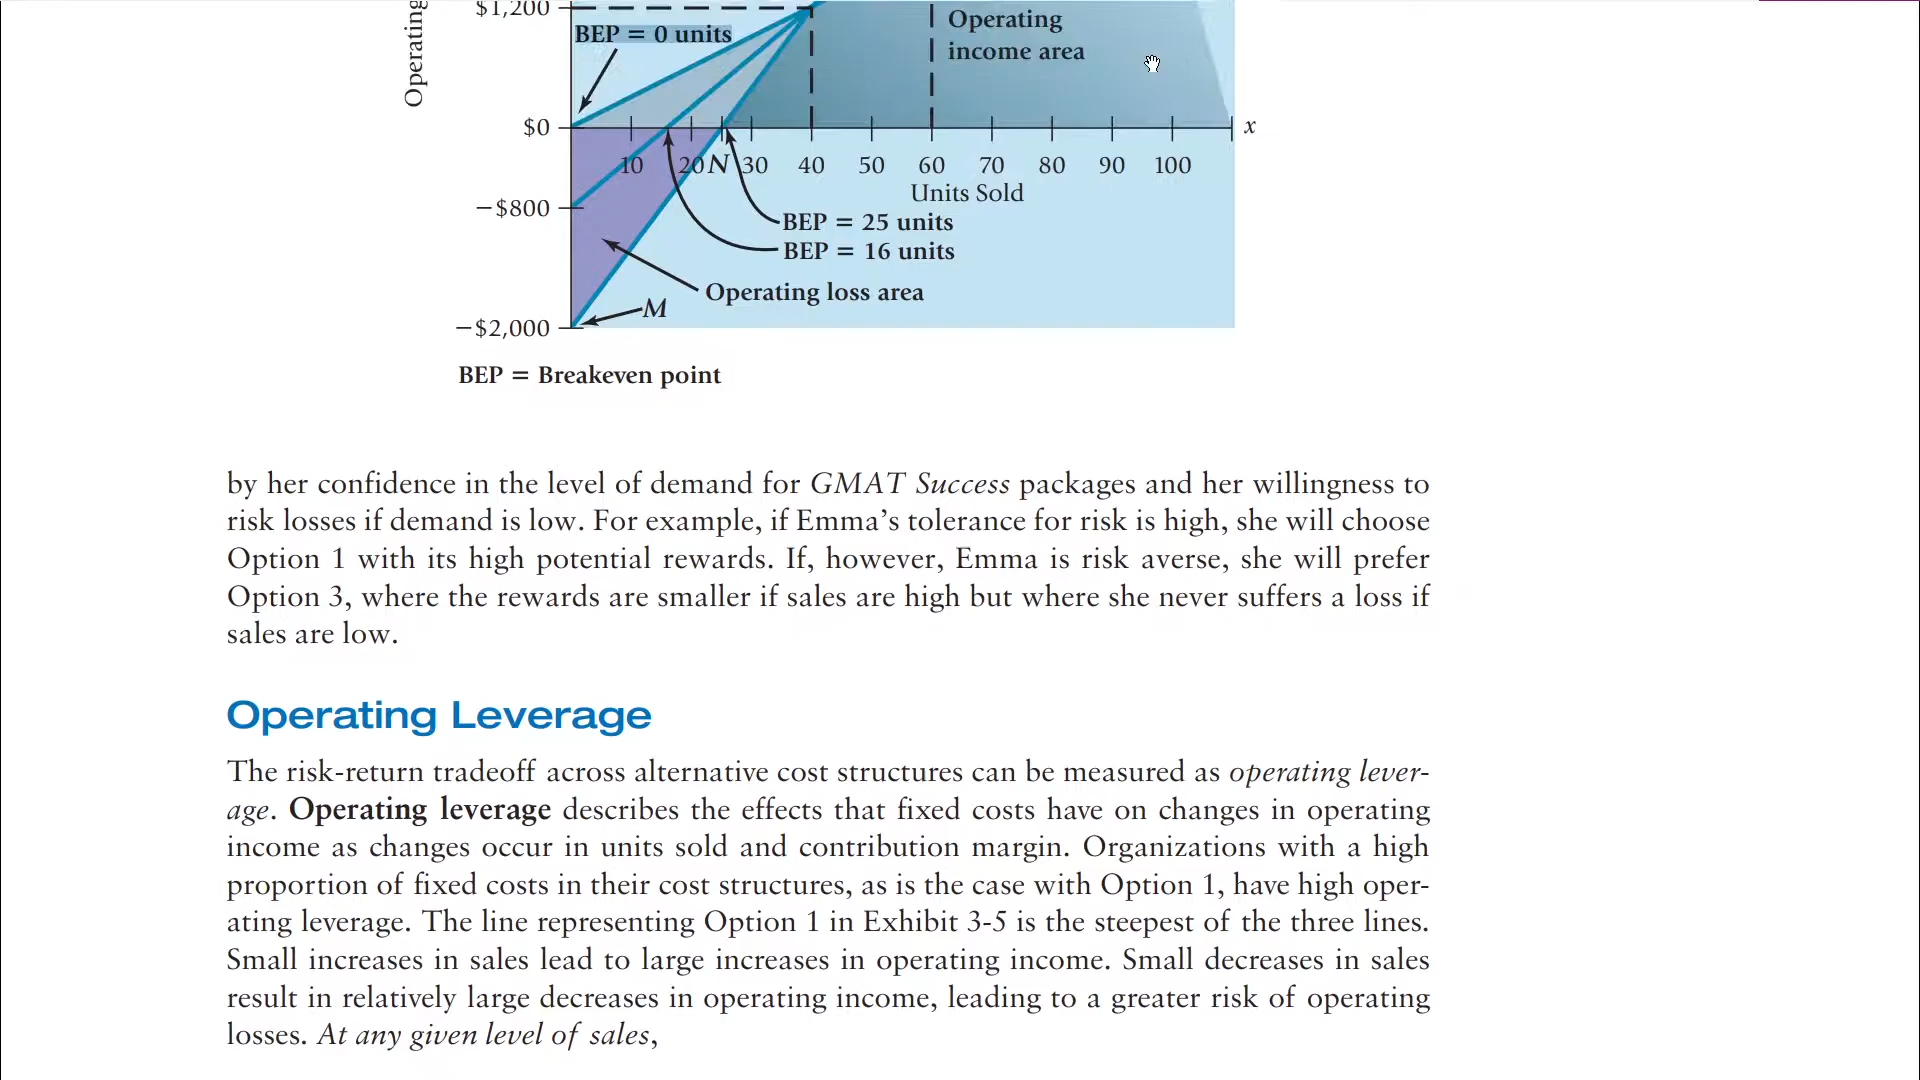 Operating
$1,200
Operating
income area
BEP = 0 units
$0
x
10 20 N 30 40 50 60 70 80 90 100
Units Sold
−$800
BEP = 25 units
BEP = 16 units
Operating loss area
M
−$2,000
BEP = Breakeven point
by her confidence in the level of demand for GMAT Success packages and her willingness to
risk losses if demand is low. For example, if Emma’s tolerance for risk is high, she will choose
Option 1 with its high potential rewards. If, however, Emma is risk averse, she will prefer
Option 3, where the rewards are smaller if sales are high but where she never suffers a loss if
sales are low.
Operating Leverage
The risk-return tradeoff across alternative cost structures can be measured as operating lever-
age. Operating leverage describes the effects that fixed costs have on changes in operating
income as changes occur in units sold and contribution margin. Organizations with a high
proportion of fixed costs in their cost structures, as is the case with Option 1, have high oper-
ating leverage. The line representing Option 1 in Exhibit 3-5 is the steepest of the three lines.
Small increases in sales lead to large increases in operating income. Small decreases in sales
result in relatively large decreases in operating income, leading to a greater risk of operating
losses. At any given level of sales,